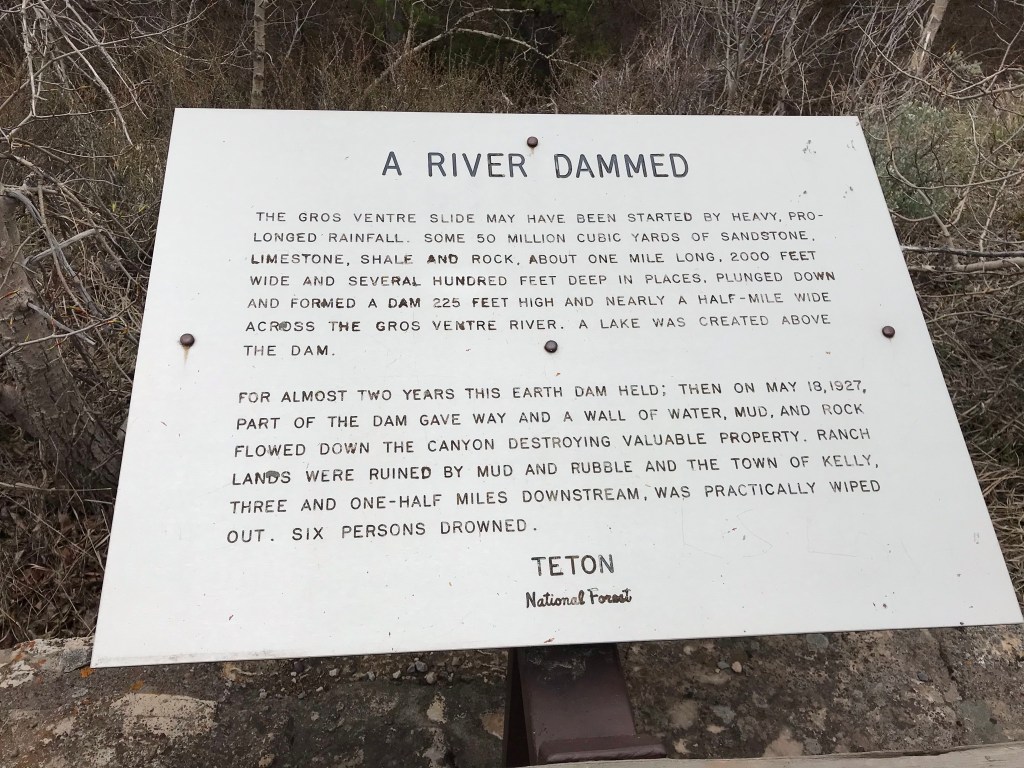 A RIVER DAMMED
THE GROS VENTRE SLIDE MAY HAVE BEEN STARTED BY HEAVY, PRO-
LONGED RAINFALL. SOME 50 MILLION CUBIC YARDS OF SANDSTONE,
LIMESTONE, SHALE AND ROCK, ABOUT ONE MILE LONG, 2000 FEET
WIDE AND SEVERAL HUNDRED FEET DEEP IN PLACES, PLUNGED DOWN
AND FORMED A DAM 225 FEET HIGH AND NEARLY A HALF-MILE WIDE
ACROSS THE GROS VENTRE RIVER. A LAKE WAS CREATED ABOVE
THE DAM.
FOR ALMOST TWO YEARS THIS EARTH DAM HELD; THEN ON MAY 18, 1927,
PART OF THE DAM GAVE WAY AND A WALL OF WATER, MUD, AND ROCK
FLOWED DOWN THE CANYON DESTROYING VALUABLE PROPERTY. RANCH
LANDS WERE RUINED BY MUD AND RUBBLE AND THE TOWN OF KELLY,
THREE AND ONE-HALF MILES DOWNSTREAM, WAS PRACTICALLY WIPED
OUT. SIX PERSONS DROWNED.
TETON
National Forest